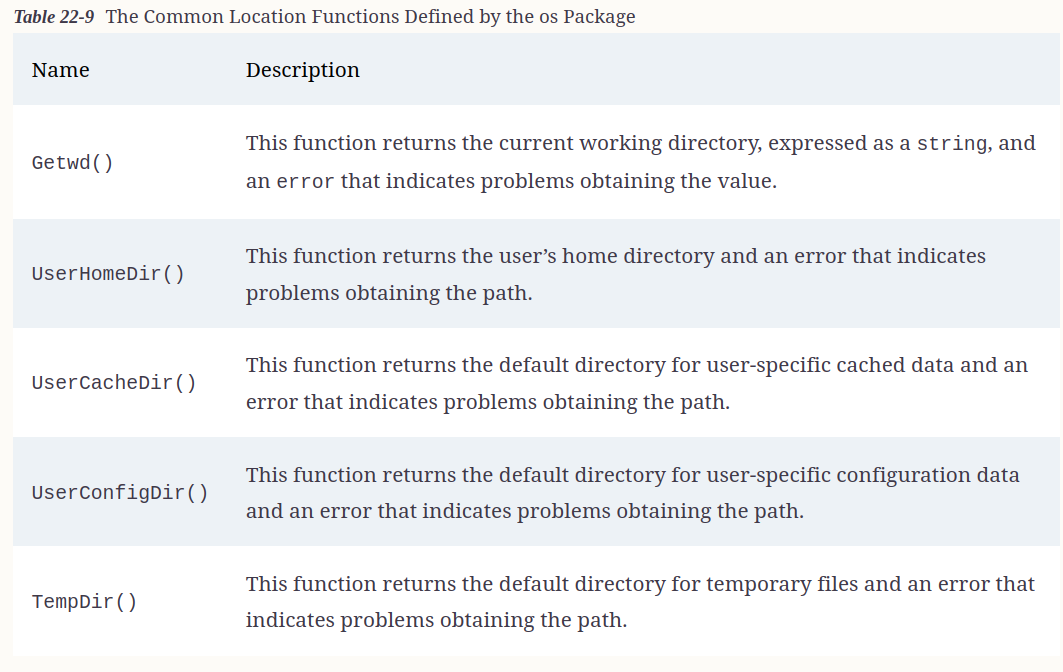 Table 22-9 The Common Location Functions Defined by the os Package
Name Description
Getwd() This function returns the current working directory, expressed as a string, and
an error that indicates problems obtaining the value.
UserHomeDir() This function returns the user’s home directory and an error that indicates
problems obtaining the path.
UserCacheDir() This function returns the default directory for user-specific cached data and an
error that indicates problems obtaining the path.
UserConfigDir() This function returns the default directory for user-specific configuration data
and an error that indicates problems obtaining the path.
TempDir() This function returns the default directory for temporary files and an error that
indicates problems obtaining the path.